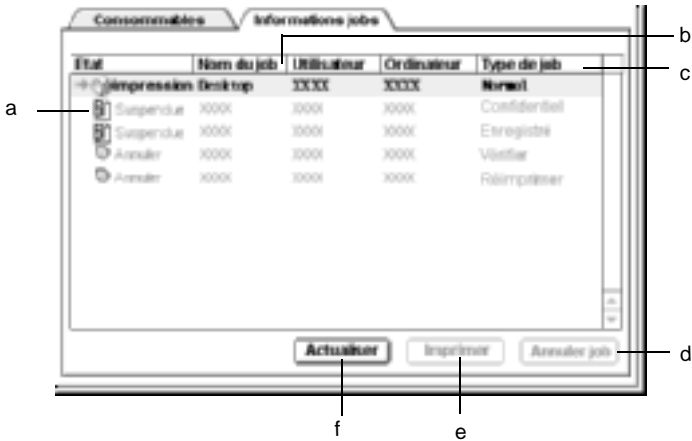 Consommables Informations jobs
b
Etat Nom du job Utilisateur Ordinateur Type de job
c
Impression Desktop XXXX XXXX Normal
a
Suspendue XXXX XXXX XXXX Confidentiel
Suspendue XXXX XXXX XXXX Enregistré
Annuler XXXX XXXX XXXX Vérifier
Annuler XXXX XXXX XXXX Réimprimer
Actualiser Imprimer Annuler job
d
f
e